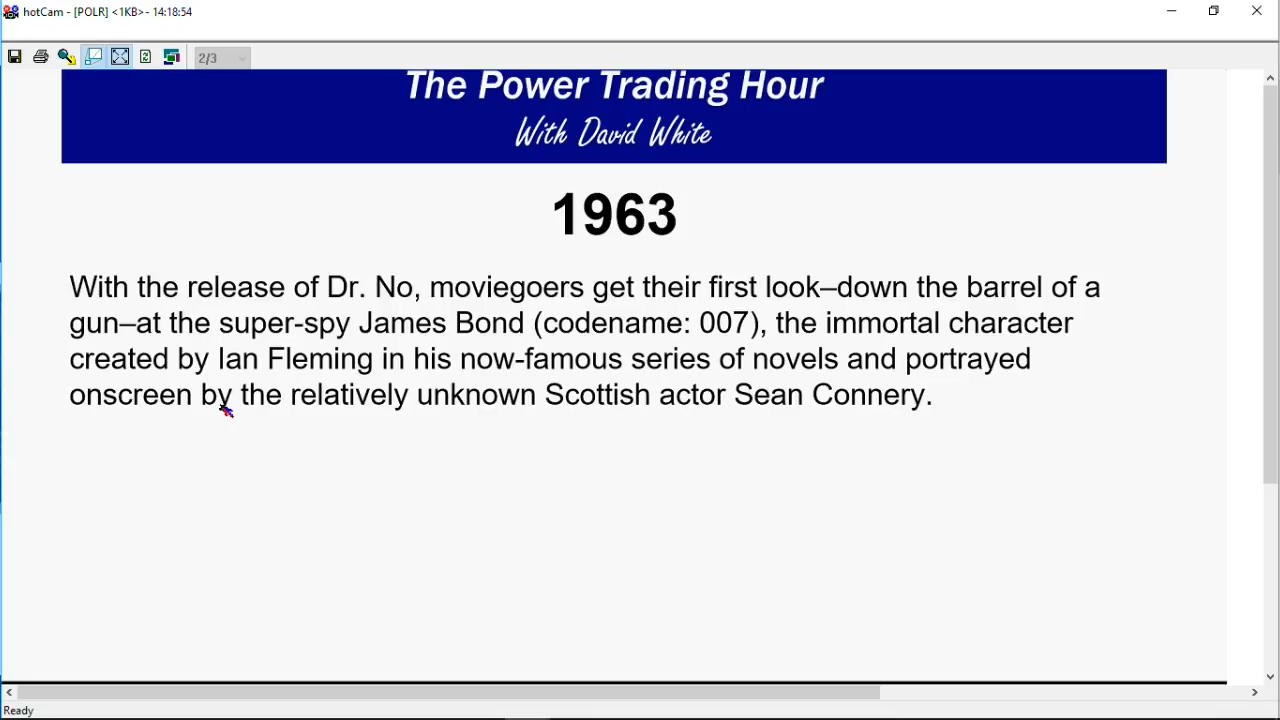 hotCam - [POLR] <1KB> - 14:18:54
2/3
The Power Trading Hour
With David White
1963
With the release of Dr. No, moviegoers get their first look–down the barrel of a
gun–at the super-spy James Bond (codename: 007), the immortal character
created by Ian Fleming in his now-famous series of novels and portrayed
onscreen by the relatively unknown Scottish actor Sean Connery.
Ready